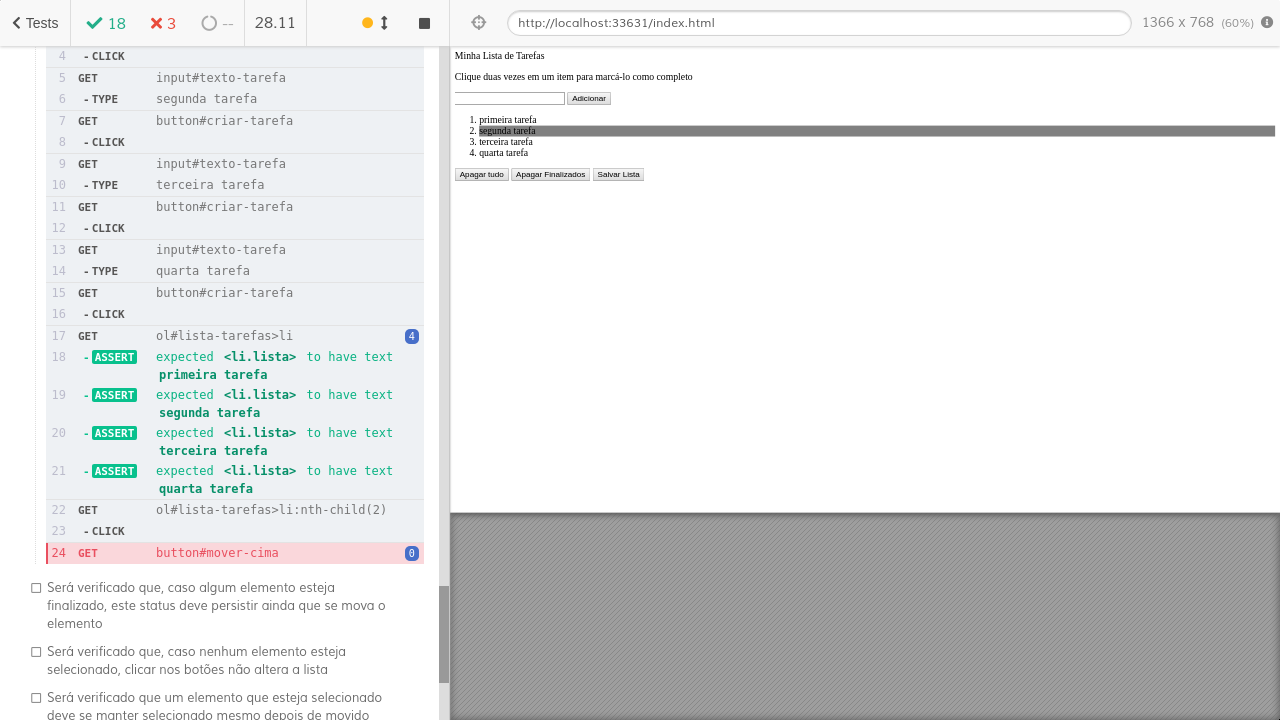 Tests 18 3 -- 28.11
http://localhost:33631/index.html 1366 x 768 (60%)
4 - CLICK
5 GET input#texto-tarefa
6 - TYPE segunda tarefa
7 GET button#criar-tarefa
8 - CLICK
9 GET input#texto-tarefa
10 - TYPE terceira tarefa
11 GET button#criar-tarefa
12 - CLICK
13 GET input#texto-tarefa
14 - TYPE quarta tarefa
15 GET button#criar-tarefa
16 - CLICK
17 GET ol#lista-tarefas>li 4
18 - ASSERT expected <li.lista> to have text
primeira tarefa
19 - ASSERT expected <li.lista> to have text
segunda tarefa
20 - ASSERT expected <li.lista> to have text
terceira tarefa
21 - ASSERT expected <li.lista> to have text
quarta tarefa
22 GET ol#lista-tarefas>li:nth-child(2)
23 - CLICK
24 GET button#mover-cima 0
Será verificado que, caso algum elemento esteja
finalizado, este status deve persistir ainda que se mova o
elemento
Será verificado que, caso nenhum elemento esteja
selecionado, clicar nos botões não altera a lista
Será verificado que um elemento que esteja selecionado
deve se manter selecionado mesmo depois de movido
Minha Lista de Tarefas
Clique duas vezes em um item para marcá-lo como completo
Adicionar
1. primeira tarefa
2. segunda tarefa
3. terceira tarefa
4. quarta tarefa
Apagar tudo Apagar Finalizados Salvar Lista